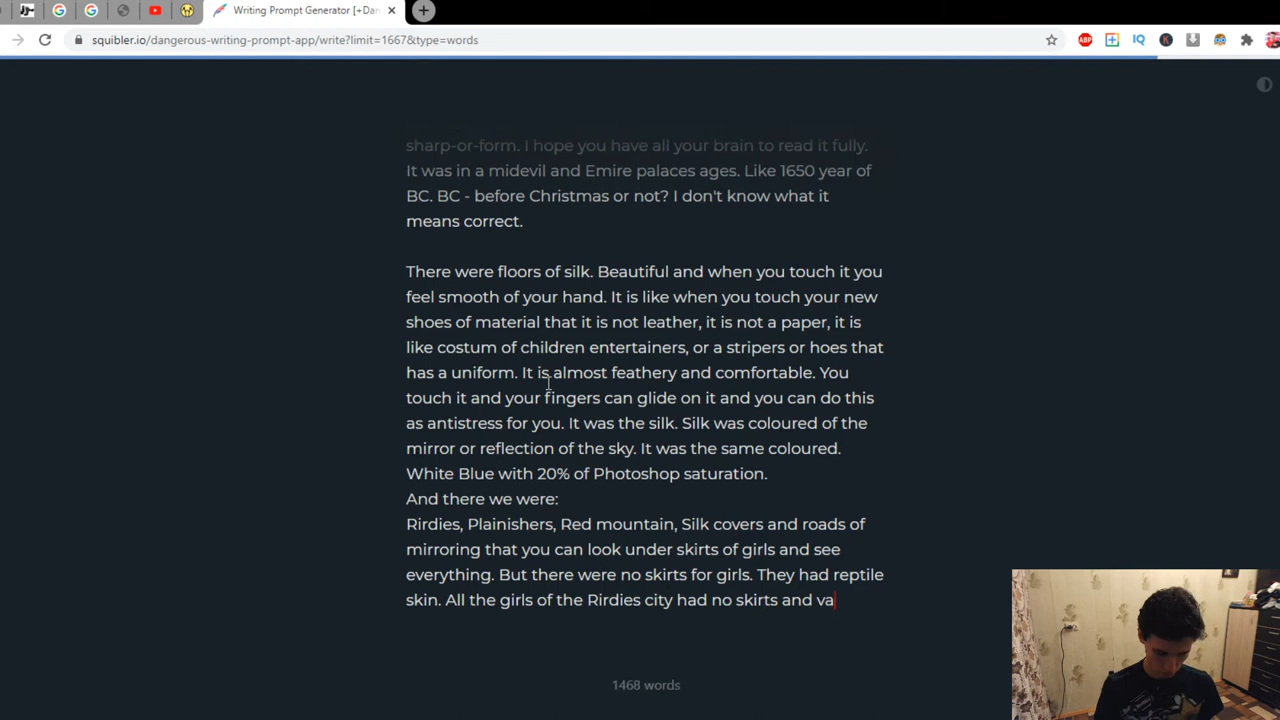 Writing Prompt Generator [+Dan
squibler.io/dangerous-writing-prompt-app/write?limit=1667&type=words
ABP
IQ
K
sharp-or-form. I hope you have all your brain to read it fully.
It was in a midevil and Emire palaces ages. Like 1650 year of
BC. BC - before Christmas or not? I don't know what it
means correct.
There were floors of silk. Beautiful and when you touch it you
feel smooth of your hand. It is like when you touch your new
shoes of material that it is not leather, it is not a paper, it is
like costum of children entertainers, or a stripers or hoes that
has a uniform. It is almost feathery and comfortable. You
touch it and your fingers can glide on it and you can do this
as antistress for you. It was the silk. Silk was coloured of the
mirror or reflection of the sky. It was the same coloured.
White Blue with 20% of Photoshop saturation.
And there we were:
Rirdies, Plainishers, Red mountain, Silk covers and roads of
mirroring that you can look under skirts of girls and see
everything. But there were no skirts for girls. They had reptile
skin. All the girls of the Rirdies city had no skirts and va
1468 words